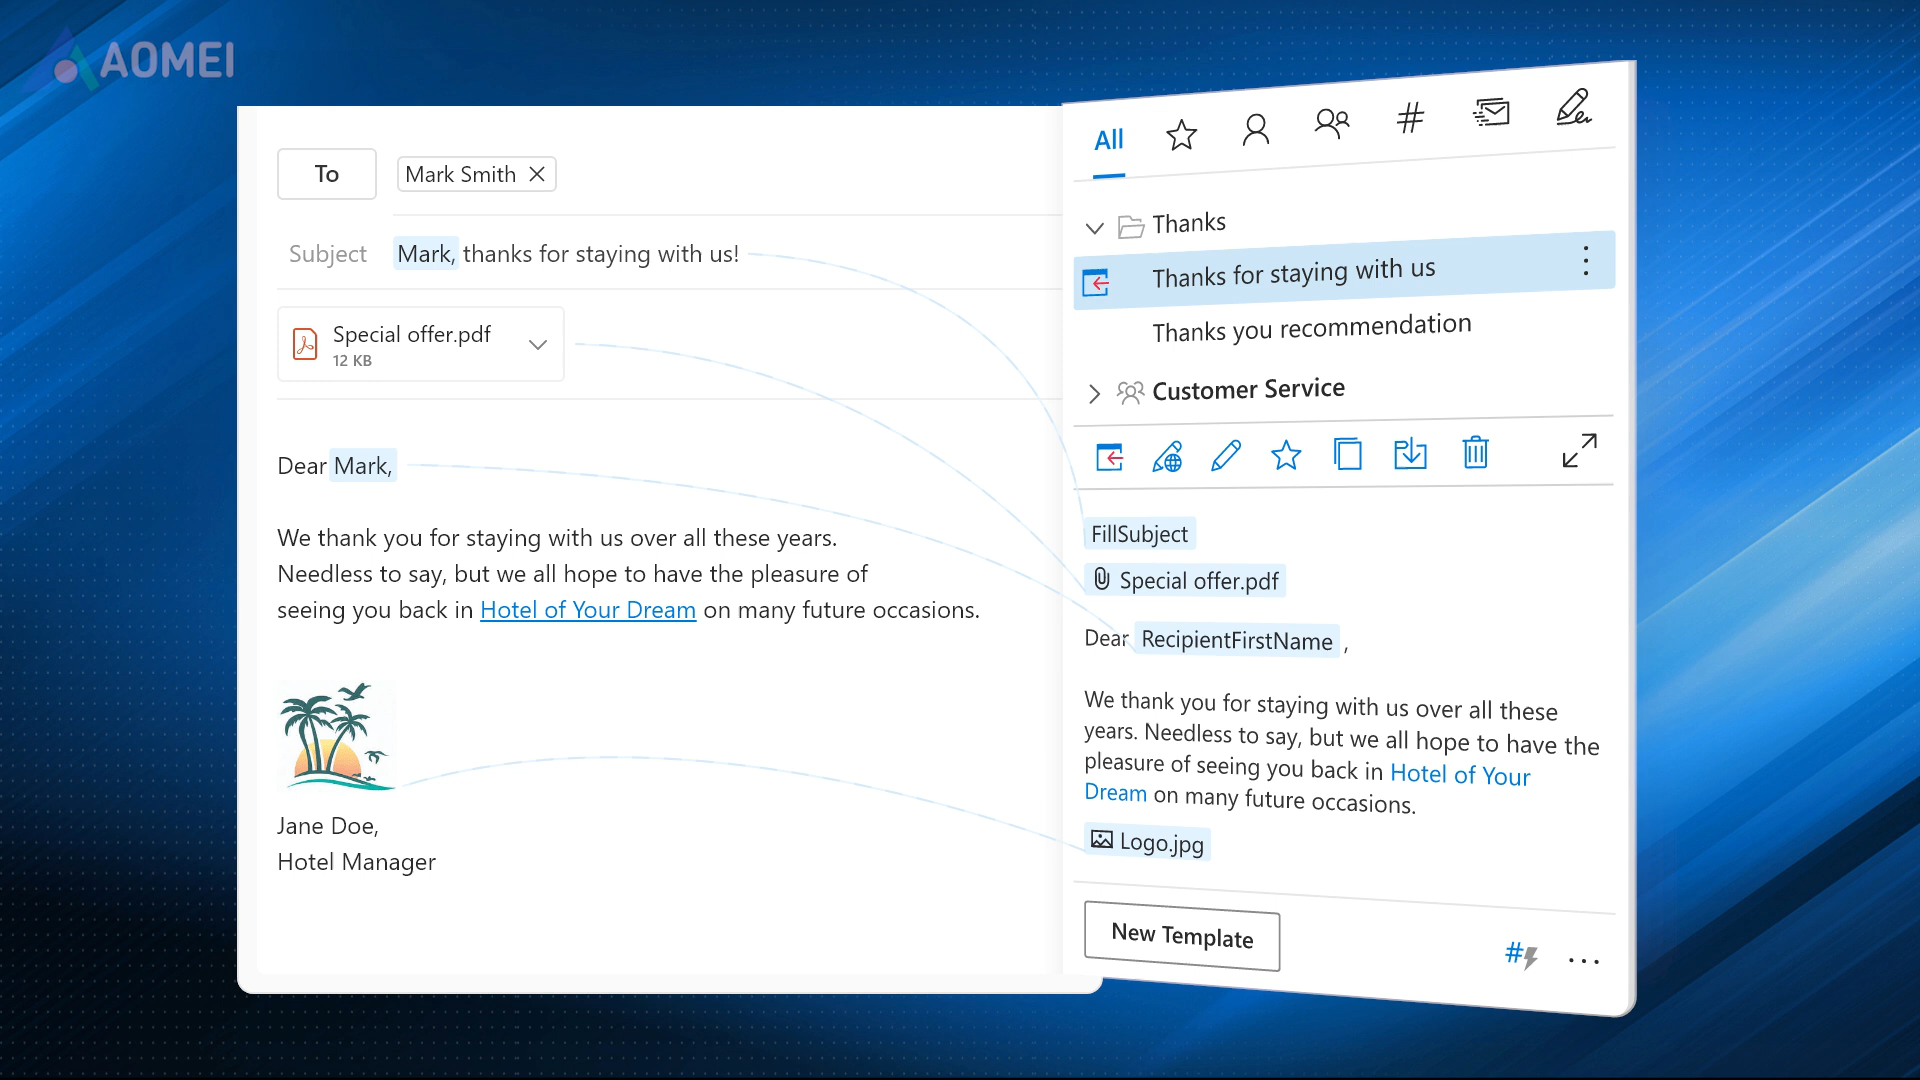 AOMEI
To
Mark Smith
Subject
Mark, thanks for staying with us!
Special offer.pdf
12 KB
Dear Mark,
We thank you for staying with us over all these years.
Needless to say, but we all hope to have the pleasure of
seeing you back in Hotel of Your Dream on many future occasions.
Jane Doe,
Hotel Manager
All
#
Thanks
Thanks for staying with us
Thanks you recommendation
Customer Service
FillSubject
Special offer.pdf
Dear RecipientFirstName ,
We thank you for staying with us over all these
years. Needless to say, but we all hope to have the
pleasure of seeing you back in Hotel of Your
Dream on many future occasions.
Logo.jpg
New Template
#